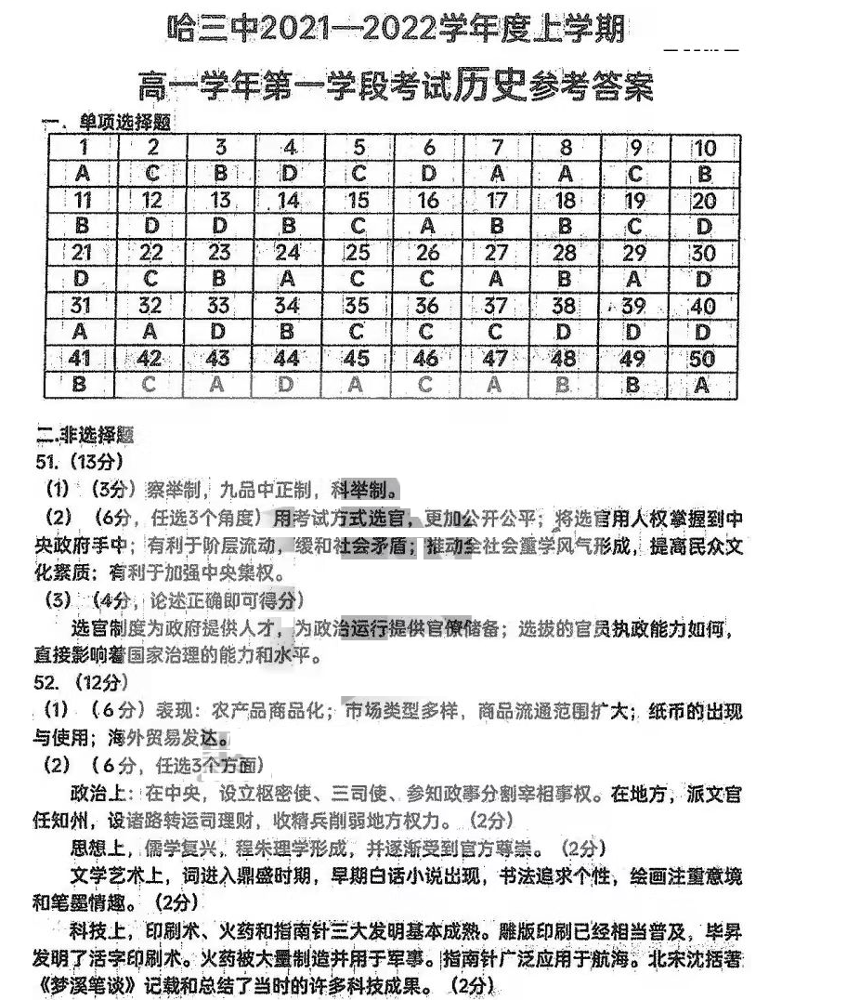 哈三中2021—2022学年度上学期
高一学年第一学段考试历史参考答案
一．单项选择题
1 2 3 4 5 6 7 8 9 10
A C B D C D A A C B
11 12 13 14 15 16 17 18 19 20
B D D B C A B B C D
21 22 23 24 25 26 27 28 29 30
D C B A C C A B A D
31 32 33 34 35 36 37 38 39 40
A A D B C C C D D D
41 42 43 44 45 46 47 48 49 50
B C A D A C A B B A
二.非选择题
51.（13分）
（1）（3分）察举制，九品中正制，科举制。
（2）（6分，任选3个角度）用考试方式选官，更加公开公平；将选官用人权掌握到中
央政府手中；有利于阶层流动，缓和社会矛盾；推动全社会重学风气形成，提高民众文
化素质；有利于加强中央集权。
（3）（4分，论述正确即可得分）
选官制度为政府提供人才，为政治运行提供官僚储备；选拔的官员执政能力如何，
直接影响着国家治理的能力和水平。
52.（12分）
（1）（6分）表现：农产品商品化；市场类型多样，商品流通范围扩大；纸币的出现
与使用；海外贸易发达。
（2）（6分，任选3个方面）
政治上：在中央，设立枢密使、三司使、参知政事分割宰相事权。在地方，派文官
任知州，设诸路转运司理财，收精兵削弱地方权力。（2分）
思想上，儒学复兴，程朱理学形成，并逐渐受到官方尊崇。（2分）
文学艺术上，词进入鼎盛时期，早期白话小说出现，书法追求个性，绘画注重意境
和笔墨情趣。（2分）
科技上，印刷术、火药和指南针三大发明基本成熟。雕版印刷已经相当普及，毕昇
发明了活字印刷术。火药被大量制造并用于军事。指南针广泛应用于航海。北宋沈括著
《梦溪笔谈》记载和总结了当时的许多科技成果。（2分）